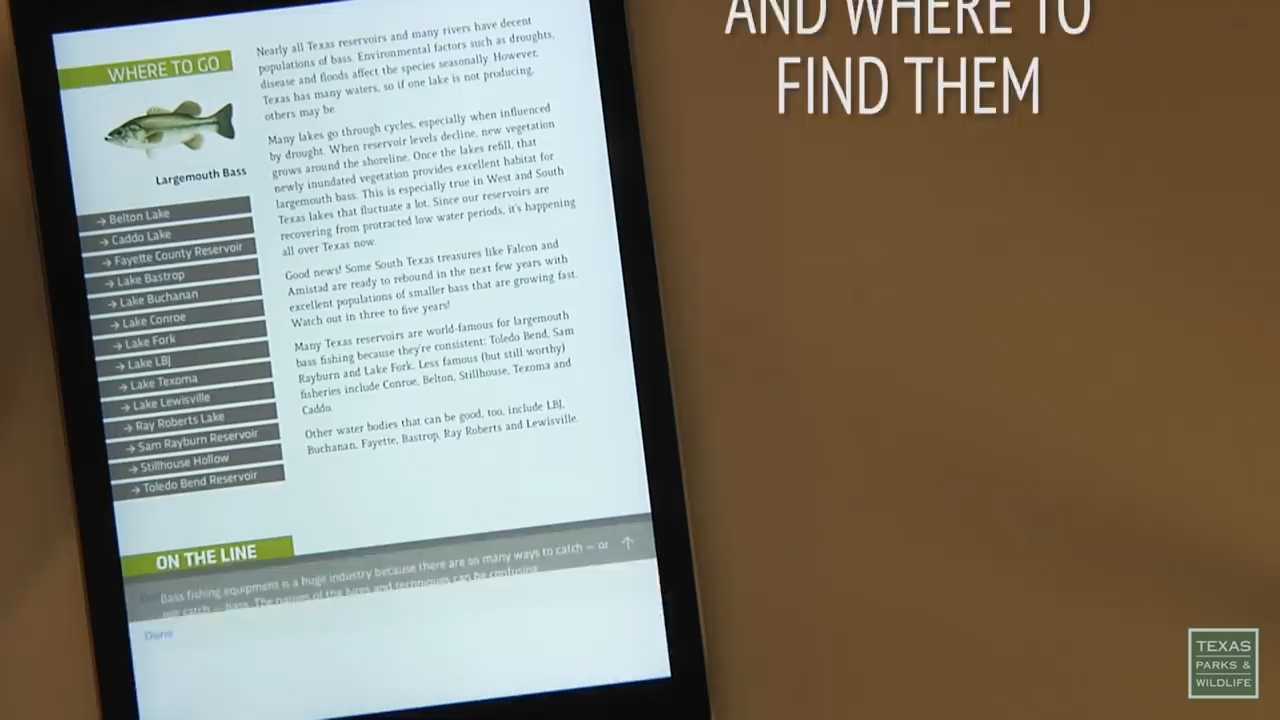 AND WHERE TO
FIND THEM
WHERE TO GO
Largemouth Bass
→ Belton Lake
→ Caddo Lake
→ Fayette County Reservoir
→ Lake Bastrop
→ Lake Buchanan
→ Lake Conroe
→ Lake Fork
→ Lake LBJ
→ Lake Texoma
→ Lake Lewisville
→ Ray Roberts Lake
→ Sam Rayburn Reservoir
→ Stillhouse Hollow
→ Toledo Bend Reservoir
Nearly all Texas reservoirs and many rivers have decent
populations of bass. Environmental factors such as droughts,
disease and floods affect the species seasonally. However,
Texas has many waters, so if one lake is not producing,
others may be.
Many lakes go through cycles, especially when influenced
by drought. When reservoir levels decline, new vegetation
grows around the shoreline. Once the lakes refill, that
newly inundated vegetation provides excellent habitat for
largemouth bass. This is especially true in West and South
Texas lakes that fluctuate a lot. Since our reservoirs are
recovering from protracted low water periods, it's happening
all over Texas now.
Good news! Some South Texas treasures like Falcon and
Amistad are ready to rebound in the next few years with
excellent populations of smaller bass that are growing fast.
Watch out in three to five years!
Many Texas reservoirs are world-famous for largemouth
bass fishing because they're consistent: Toledo Bend, Sam
Rayburn and Lake Fork. Less famous (but still worthy)
fisheries include Conroe, Belton, Stillhouse, Texoma and
Caddo.
Other water bodies that can be good, too, include LBJ,
Buchanan, Fayette, Bastrop, Ray Roberts and Lewisville.
ON THE LINE
Bass fishing equipment is a huge industry because there are so many ways to catch — or
not catch — bass. The names of the lures and techniques can be confusing
Done
TEXAS
PARKS &
WILDLIFE